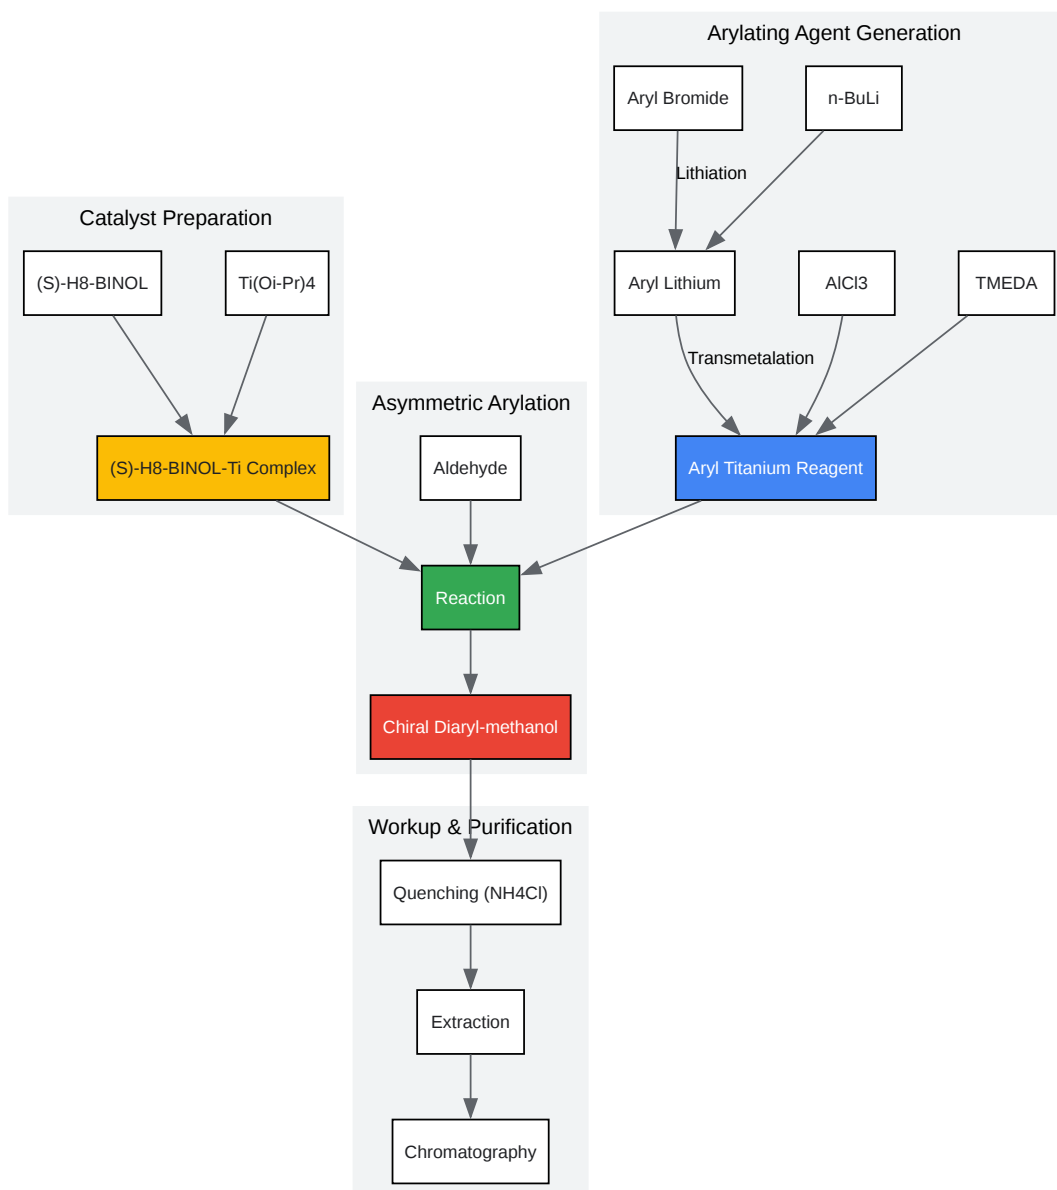 Arylating Agent Generation
Aryl Bromide
n-BuLi
Lithiation
Catalyst Preparation
(S)-H8-BINOL
Ti(Oi-Pr)4
Aryl Lithium
AlCl3
TMEDA
Transmetalation
Asymmetric Arylation
(S)-H8-BINOL-Ti Complex
Aldehyde
Aryl Titanium Reagent
Reaction
Chiral Diaryl-methanol
Workup & Purification
Quenching (NH4Cl)
Extraction
Chromatography